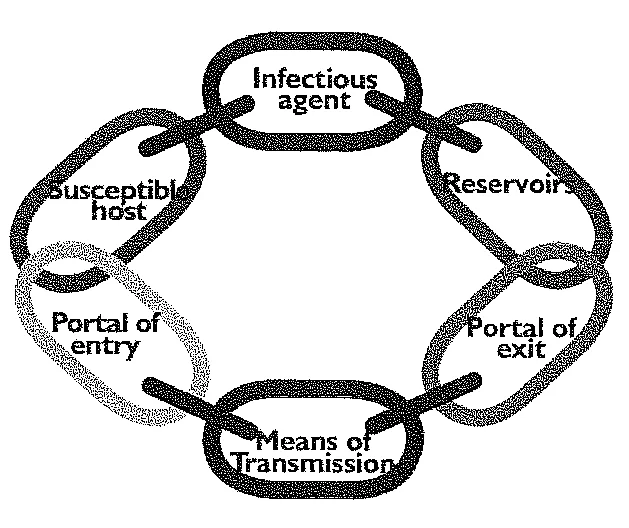 Infectious
agent
Susceptible
host
Reservoirs
Portal of
entry
Portal of
exit
Means of
Transmission